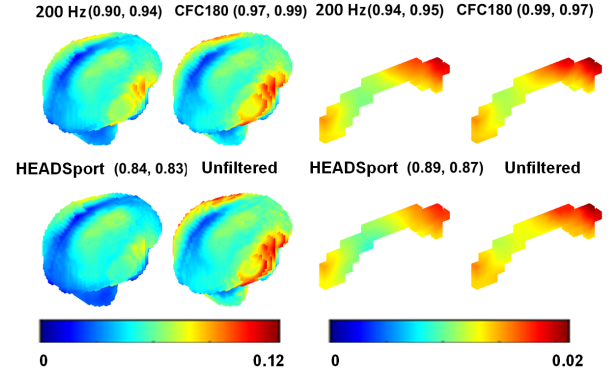 200 Hz(0.90, 0.94) CFC180 (0.97, 0.99) 200 Hz (0.94, 0.95) CFC180 (0.99, 0.97)
HEADSport (0.84, 0.83) Unfiltered HEADSport (0.89, 0.87) Unfiltered
0 0.12 0 0.02